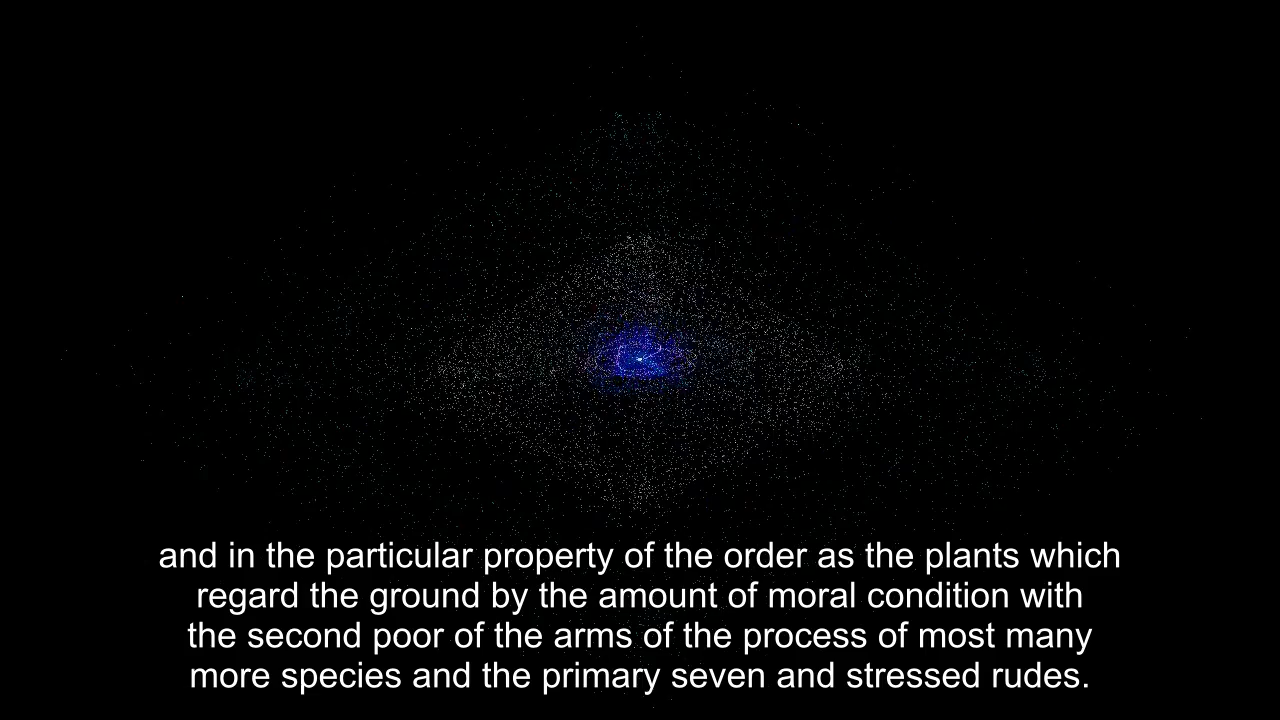 and in the particular property of the order as the plants which
regard the ground by the amount of moral condition with
the second poor of the arms of the process of most many
more species and the primary seven and stressed rudes.